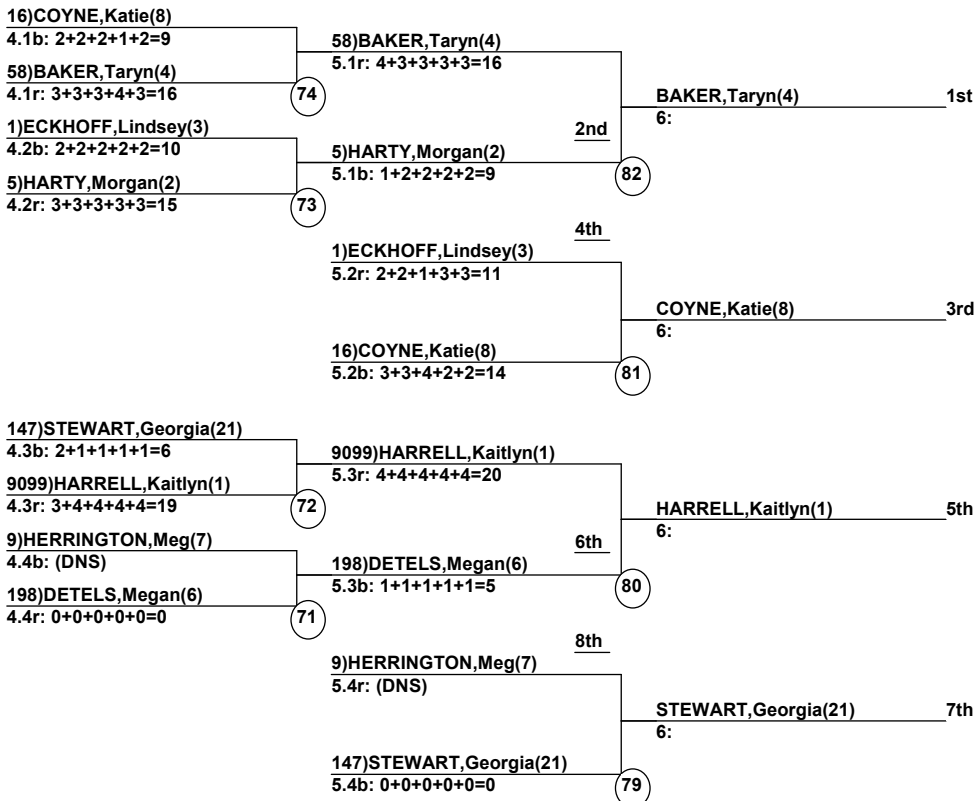 16)COYNE,Katie(8)
4.1b: 2+2+2+1+2=9
58)BAKER,Taryn(4)
4.1r: 3+3+3+4+3=16
74
1)ECKHOFF,Lindsey(3)
4.2b: 2+2+2+2+2=10
5)HARTY,Morgan(2)
4.2r: 3+3+3+3+3=15
73
58)BAKER,Taryn(4)
5.1r: 4+3+3+3+3=16
2nd
5)HARTY,Morgan(2)
5.1b: 1+2+2+2+2=9
82
BAKER,Taryn(4) 1st
6:
4th
1)ECKHOFF,Lindsey(3)
5.2r: 2+2+1+3+3=11
16)COYNE,Katie(8)
5.2b: 3+3+4+2+2=14
81
COYNE,Katie(8) 3rd
6:
147)STEWART,Georgia(21)
4.3b: 2+1+1+1+1=6
9099)HARRELL,Kaitlyn(1)
4.3r: 3+4+4+4+4=19
72
9)HERRINGTON,Meg(7)
4.4b: (DNS)
198)DETELS,Megan(6)
4.4r: 0+0+0+0+0=0
71
9099)HARRELL,Kaitlyn(1)
5.3r: 4+4+4+4+4=20
6th
198)DETELS,Megan(6)
5.3b: 1+1+1+1+1=5
80
HARRELL,Kaitlyn(1) 5th
6:
8th
9)HERRINGTON,Meg(7)
5.4r: (DNS)
147)STEWART,Georgia(21)
5.4b: 0+0+0+0+0=0
79
STEWART,Georgia(21) 7th
6: